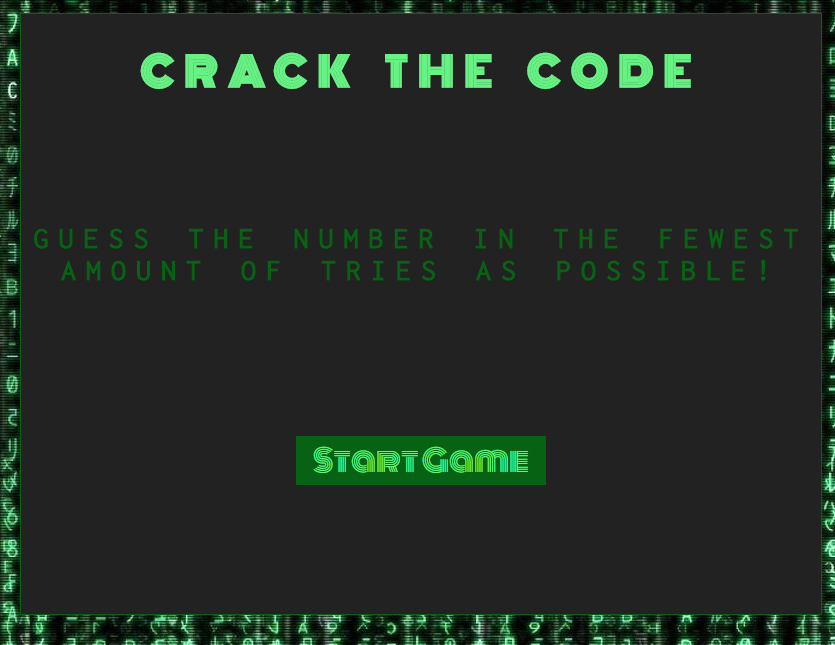 CRACK THE CODE
GUESS THE NUMBER IN THE FEWEST
AMOUNT OF TRIES AS POSSIBLE!
Start Game